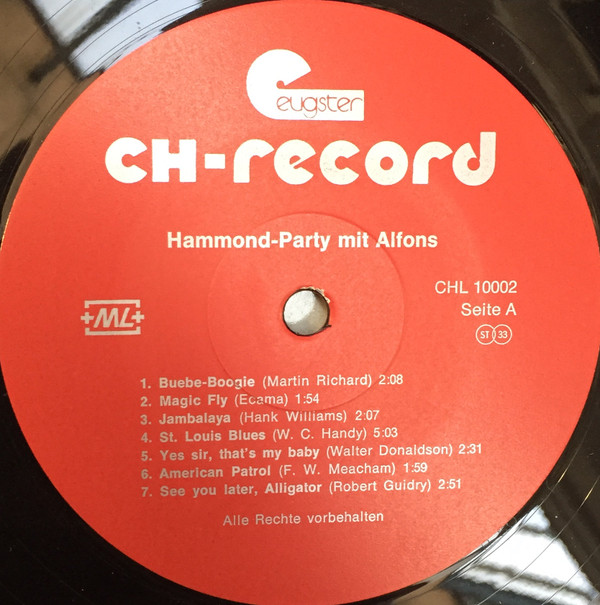 eugster
CH-record
Hammond-Party mit Alfons
CHL 10002
Seite A
+ML+
ST 33
1. Buebe-Boogie (Martin Richard) 2:08
2. Magic Fly (Ecama) 1:54
3. Jambalaya (Hank Williams) 2:07
4. St. Louis Blues (W. C. Handy) 5:03
5. Yes sir, that's my baby (Walter Donaldson) 2:31
6. American Patrol (F. W. Meacham) 1:59
7. See you later, Alligator (Robert Guidry) 2:51
Alle Rechte vorbehalten